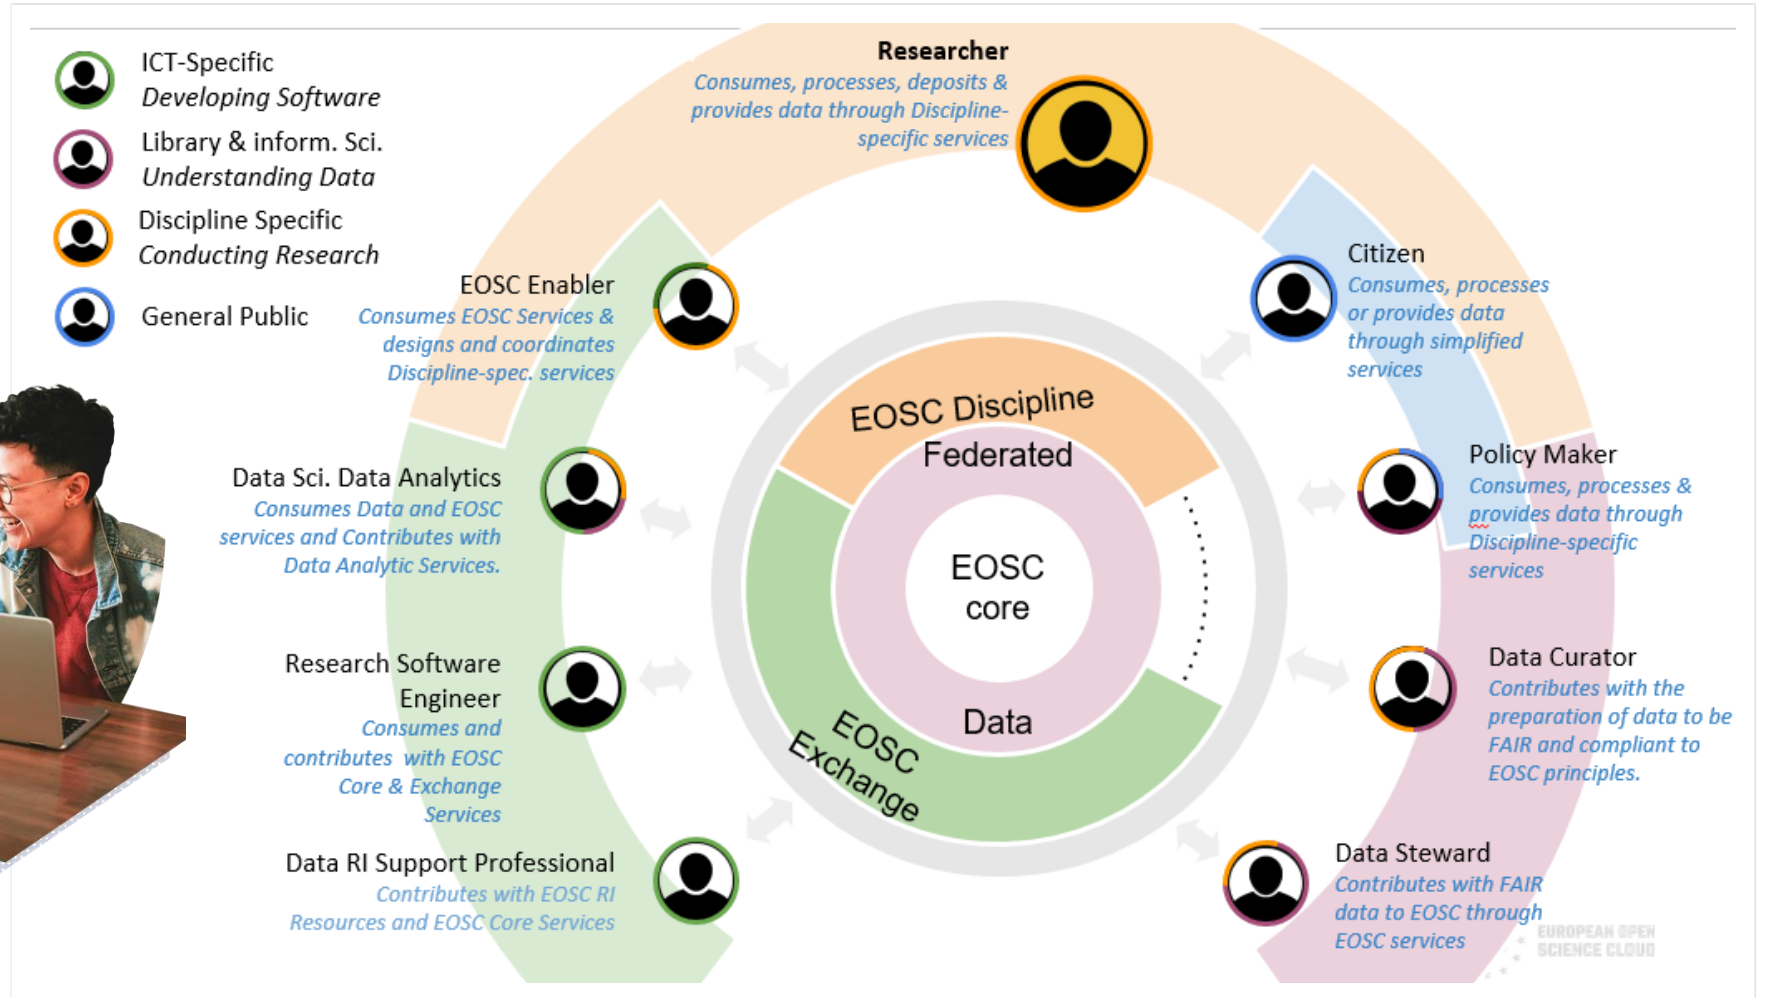 ICT-Specific
Developing Software
Library & inform. Sci.
Understanding Data
Discipline Specific
Conducting Research
General Public
Researcher
Consumes, processes, deposits &
provides data through Discipline-
specific services
EOSC Enabler
Consumes EOSC Services &
designs and coordinates
Discipline-spec. services
Data Sci. Data Analytics
Consumes Data and EOSC
services and Contributes with
Data Analytic Services.
Research Software
Engineer
Consumes and
contributes with EOSC
Core & Exchange
Services
Data RI Support Professional
Contributes with EOSC RI
Resources and EOSC Core Services
EOSC Discipline
Federated
EOSC
core
Data
EOSC
Exchange
Citizen
Consumes, processes
or provides data
through simplified
services
Policy Maker
Consumes, processes &
provides data through
Discipline-specific
services
Data Curator
Contributes with the
preparation of data to be
FAIR and compliant to
EOSC principles.
Data Steward
Contributes with FAIR
data to EOSC through
EOSC services
EUROPEAN OPEN
SCIENCE CLOUD